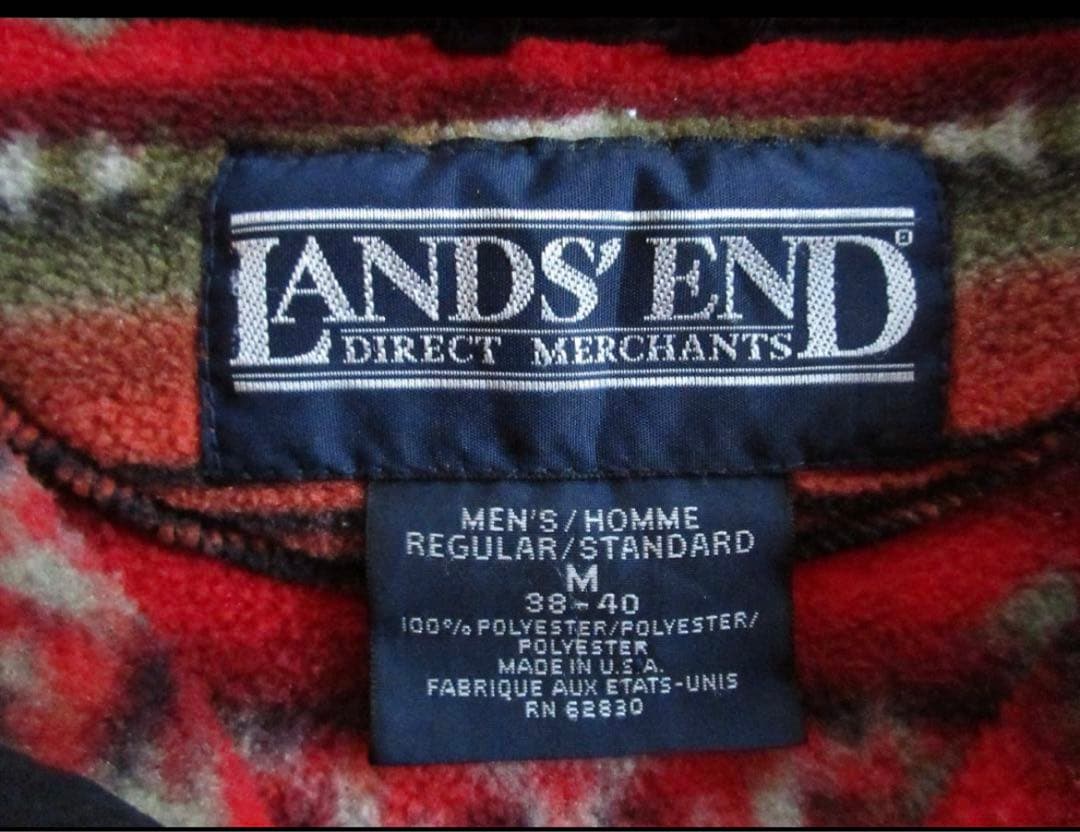 LANDS' END®
DIRECT MERCHANTS
MEN'S/HOMME
REGULAR/STANDARD
M
38-40
100% POLYESTER/POLYESTER/
POLYESTER
MADE IN U.S.A.
FABRIQUE AUX ETATS-UNIS
RN 62830